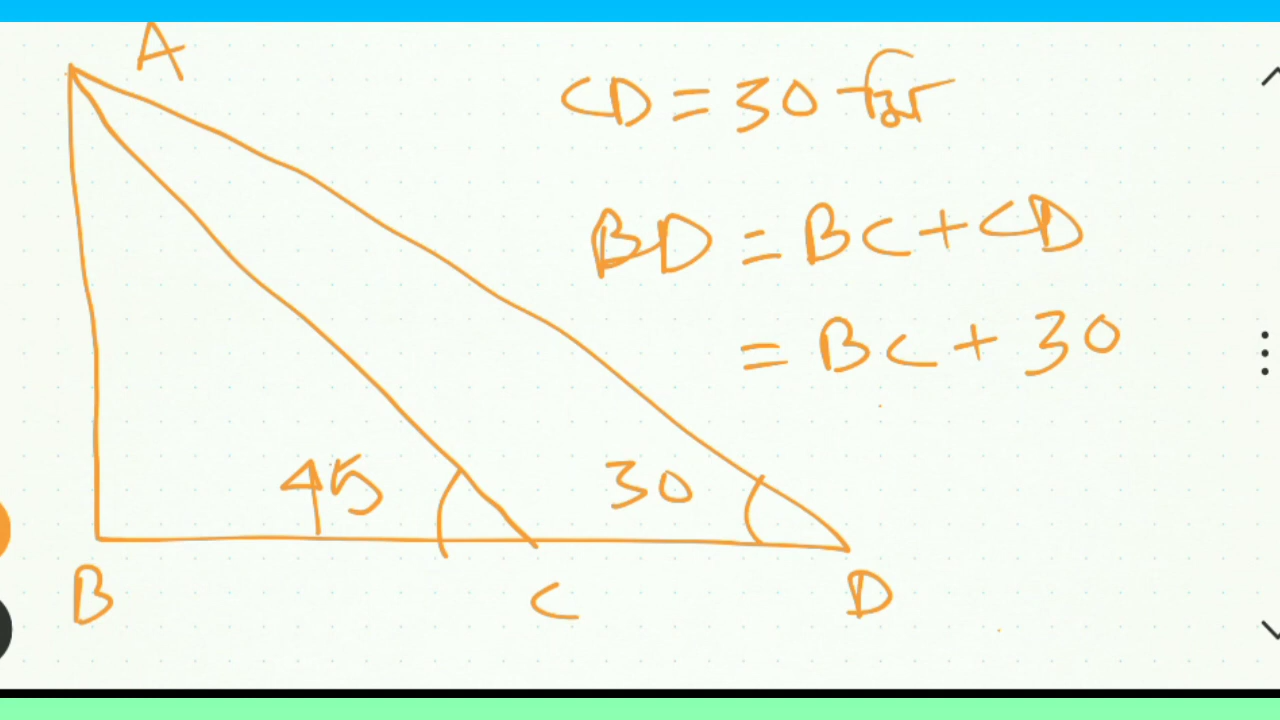 A
CD = 30
BD = BC + CD
= BC + 30
45
30
B
C
D